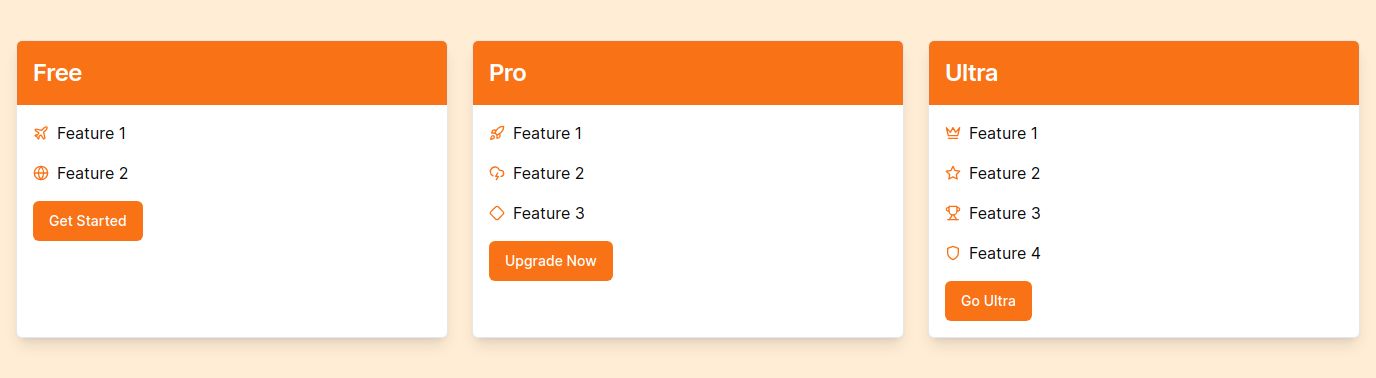 Free
Feature 1
Feature 2
Get Started
Pro
Feature 1
Feature 2
Feature 3
Upgrade Now
Ultra
Feature 1
Feature 2
Feature 3
Feature 4
Go Ultra